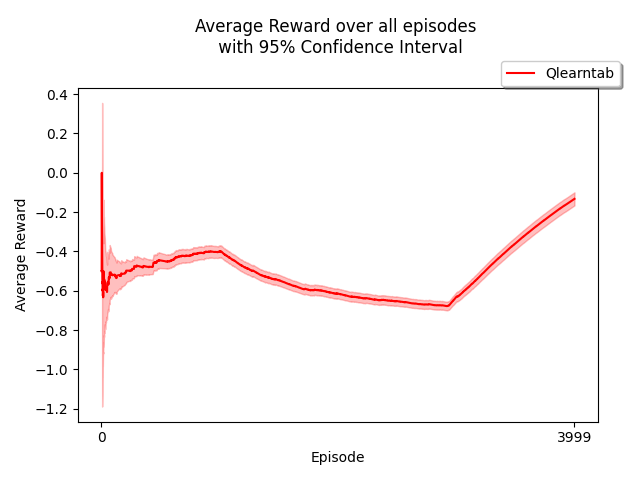 Average Reward over all episodes
with 95% Confidence Interval
Qlearntab
0.4
0.2
0.0
−0.2
−0.4
−0.6
−0.8
−1.0
−1.2
Average Reward
0
3999
Episode